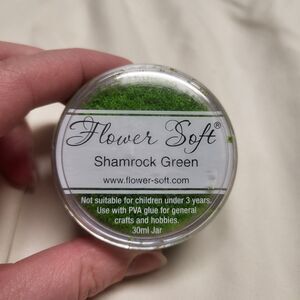 Flower Soft®
Shamrock Green
www.flower-soft.com
Not suitable for children under 3 years.
Use with PVA glue for general
crafts and hobbies.
30ml Jar